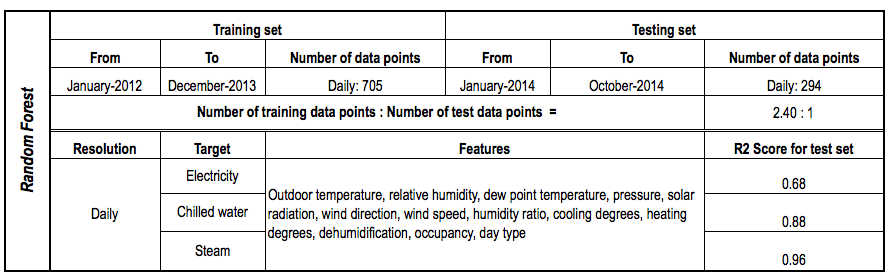 Random Forest
Training set Testing set
From To Number of data points From To Number of data points
January-2012 December-2013 Daily: 705 January-2014 October-2014 Daily: 294
Number of training data points : Number of test data points = 2.40 : 1
Resolution Target Features R2 Score for test set
Daily
Electricity
Chilled water
Steam
Outdoor temperature, relative humidity, dew point temperature, pressure, solar
radiation, wind direction, wind speed, humidity ratio, cooling degrees, heating
degrees, dehumidification, occupancy, day type
0.68
0.88
0.96